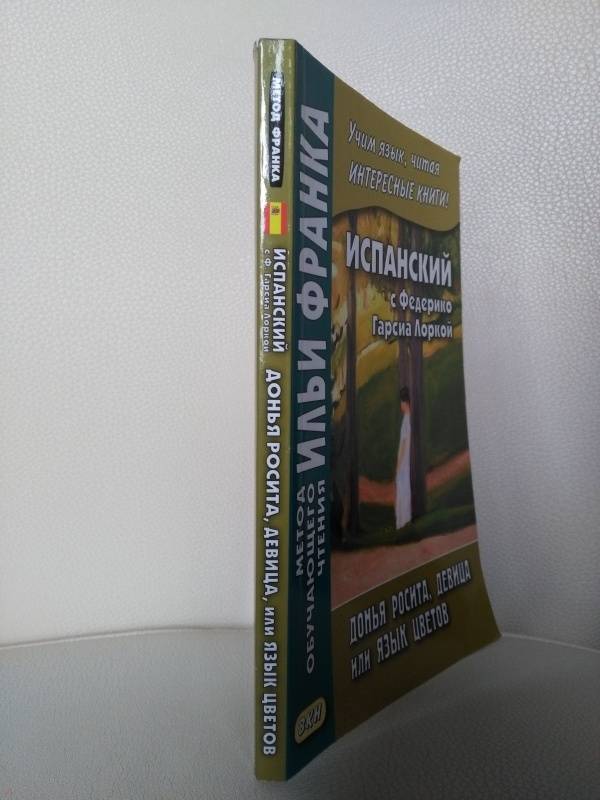 МЕТОД ФРАНКА
ИСПАНСКИЙ
с Ф. Гарсиа Лоркой
ДОНЬЯ РОСИТА, ДЕВИЦА, или ЯЗЫК ЦВЕТОВ
МЕТОД
ОБУЧАЮЩЕГО
ЧТЕНИЯ
ИЛЬИ ФРАНКА
Учим язык, читая
ИНТЕРЕСНЫЕ КНИГИ!
ИСПАНСКИЙ
с Федерико
Гарсиа Лоркой
ДОНЬЯ РОСИТА, ДЕВИЦА
или ЯЗЫК ЦВЕТОВ
ВКН